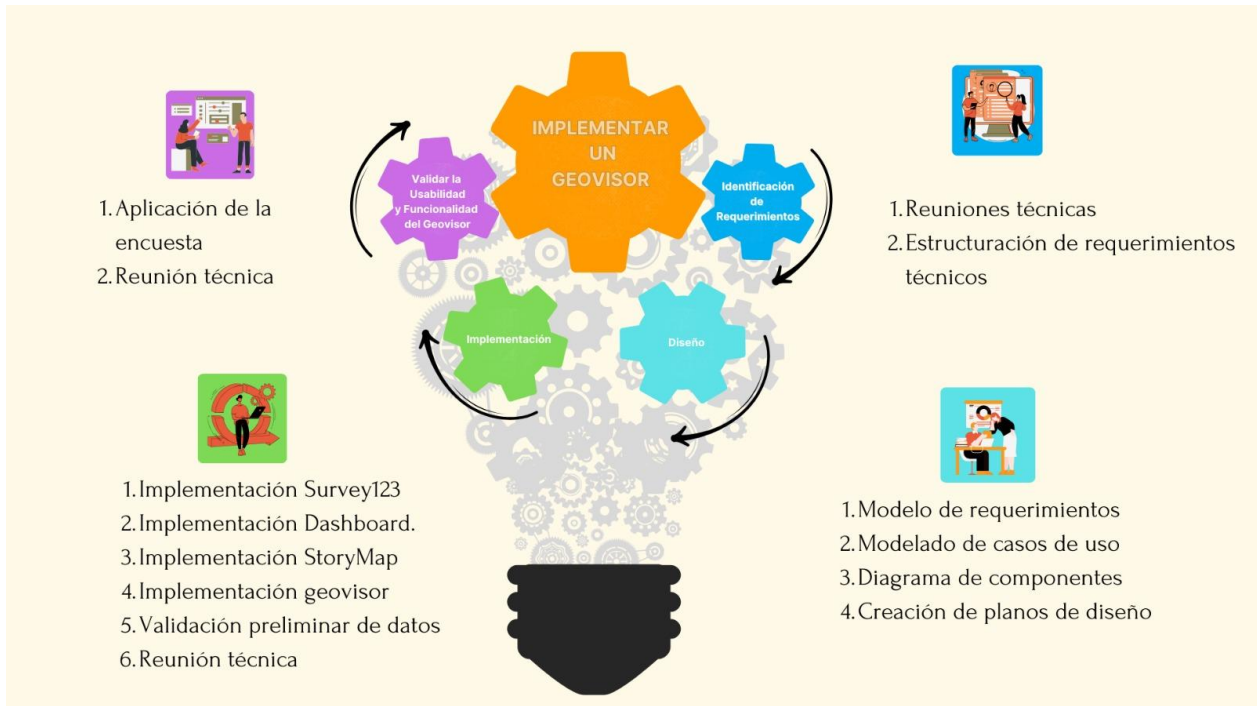 IMPLEMENTAR
UN
GEOVISOR
Identificación
de
Requerimientos
1. Reuniones técnicas
2. Estructuración de requerimientos
técnicos
Diseño
1. Modelo de requerimientos
2. Modelado de casos de uso
3. Diagrama de componentes
4. Creación de planos de diseño
Implementación
1. Implementación Survey123
2. Implementación Dashboard.
3. Implementación StoryMap
4. Implementación geovisor
5. Validación preliminar de datos
6. Reunión técnica
Validar la
Usabilidad
y Funcionalidad
del Geovisor
1. Aplicación de la
encuesta
2. Reunión técnica